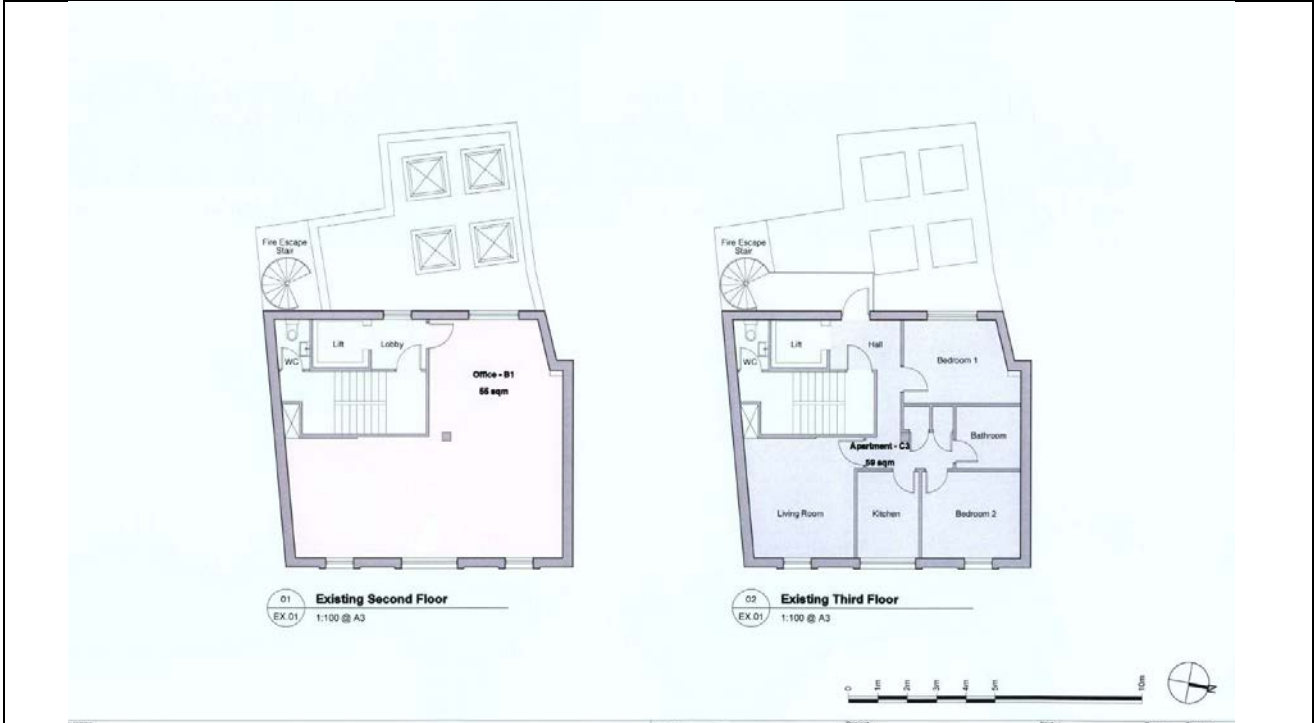 Fire Escape
Stair
WC
Lift
Lobby
Office - B1
55 sqm
01
EX.01
Existing Second Floor
1:100 @ A3
Fire Escape
Stair
WC
Lift
Hall
Bedroom 1
Bathroom
Apartment - C3
59 sqm
Living Room
Kitchen
Bedroom 2
02
EX.01
Existing Third Floor
1:100 @ A3
0
1m
2m
3m
4m
5m
10m
N